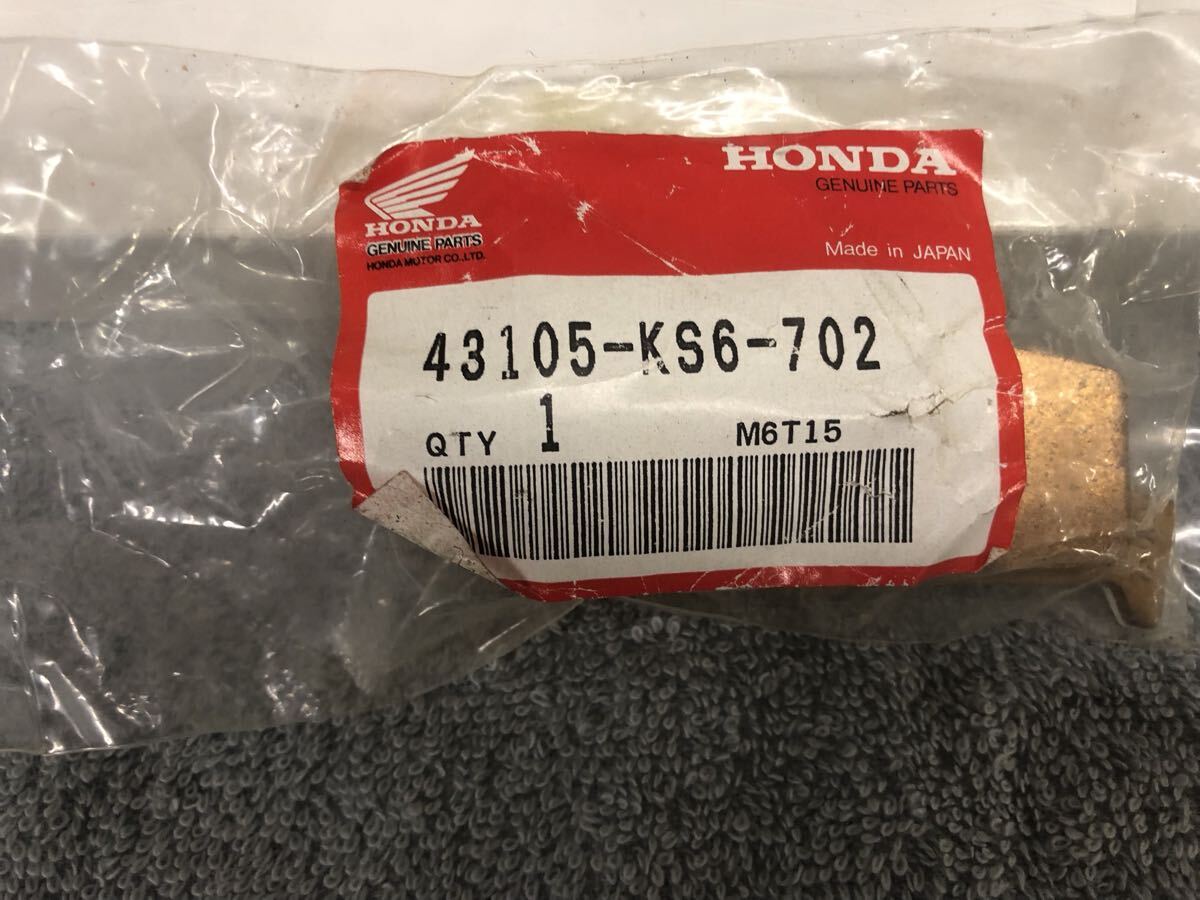 HONDA
GENUINE PARTS
HONDA MOTOR CO.,LTD.
HONDA
GENUINE PARTS
Made in JAPAN
43105-KS6-702
QTY 1 M6T15